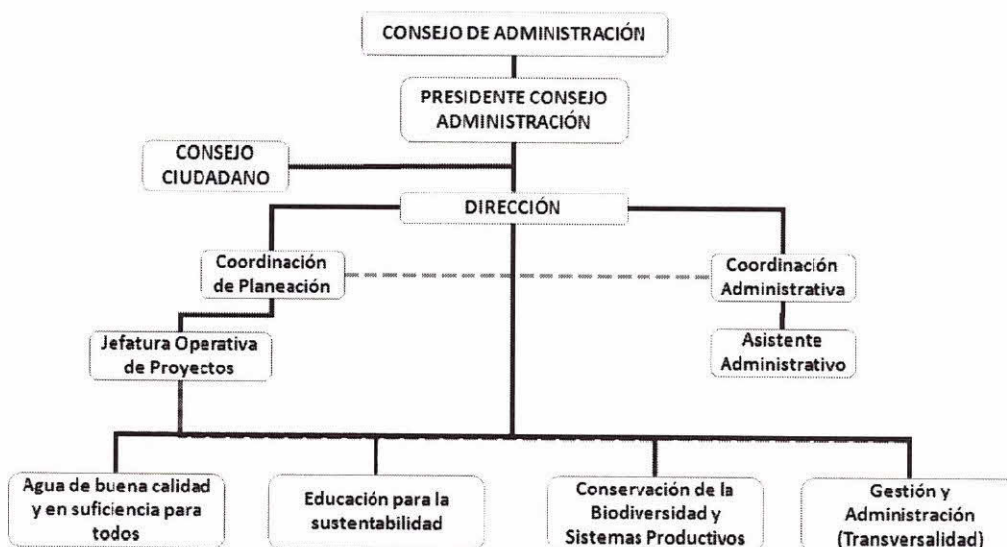 CONSEJO DE ADMINISTRACIÓN
PRESIDENTE CONSEJO
ADMINISTRACIÓN
CONSEJO
CIUDADANO
DIRECCIÓN
Coordinación
de Planeación
Coordinación
Administrativa
Jefatura Operativa
de Proyectos
Asistente
Administrativo
Agua de buena calidad
y en suficiencia para
todos
Educación para la
sustentabilidad
Conservación de la
Biodiversidad y
Sistemas Productivos
Gestión y
Administración
(Transversalidad)